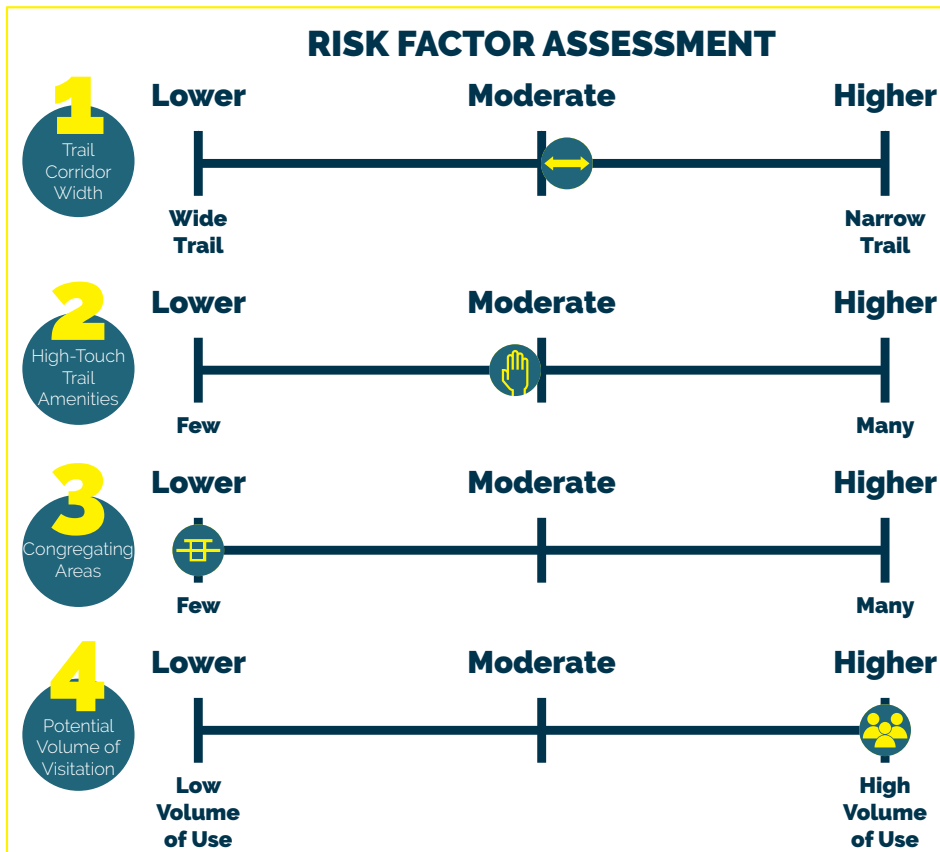 RISK FACTOR ASSESSMENT
1
Trail
Corridor
Width
Lower Moderate Higher
Wide
Trail
Narrow
Trail
2
High-Touch
Trail
Amenities
Lower Moderate Higher
Few Many
3
Congregating
Areas
Lower Moderate Higher
Few Many
4
Potential
Volume of
Visitation
Lower Moderate Higher
Low
Volume
of Use
High
Volume
of Use